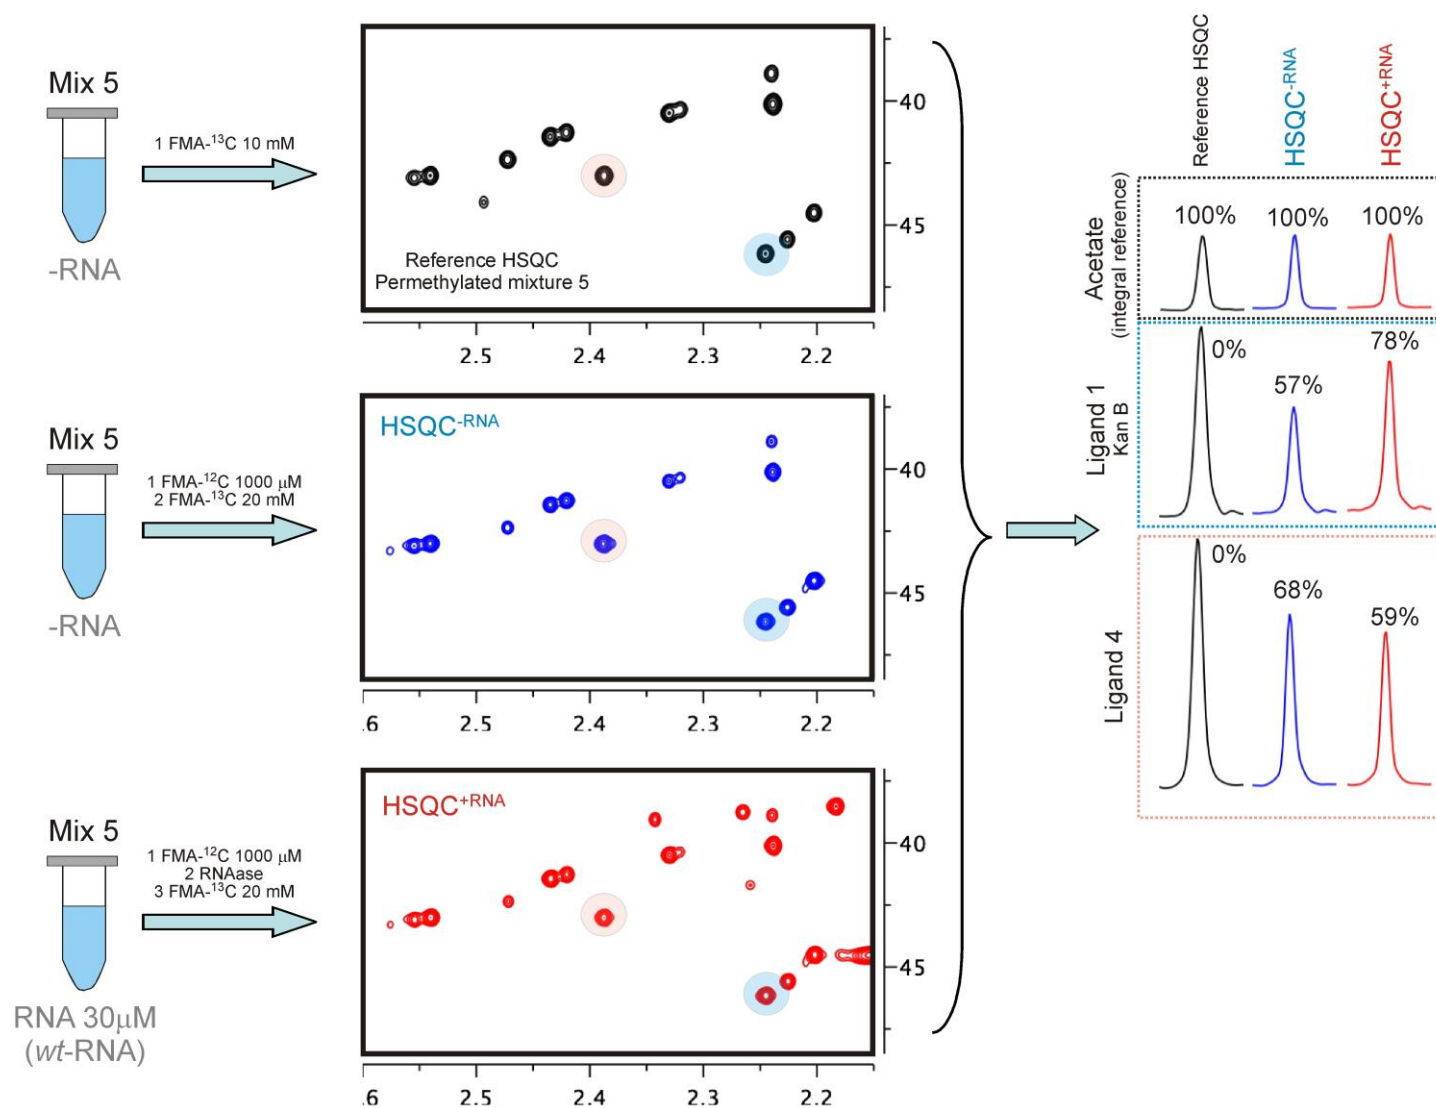 Mix 5
1 FMA-¹³C 10 mM
-RNA
Reference HSQC
Permethylated mixture 5
40
45
2.5 2.4 2.3 2.2
Mix 5
1 FMA-¹²C 1000 μM
2 FMA-¹³C 20 mM
-RNA
HSQC⁻ᴿᴺᴬ
40
45
.6 2.5 2.4 2.3 2.2
Mix 5
1 FMA-¹²C 1000 μM
2 RNAase
3 FMA-¹³C 20 mM
RNA 30μM
(wt-RNA)
HSQC⁺ᴿᴺᴬ
40
45
.6 2.5 2.4 2.3 2.2
Reference HSQC
HSQC⁻ᴿᴺᴬ
HSQC⁺ᴿᴺᴬ
Acetate
(integral reference)
100% 100% 100%
Ligand 1
Kan B
0% 57% 78%
Ligand 4
0% 68% 59%